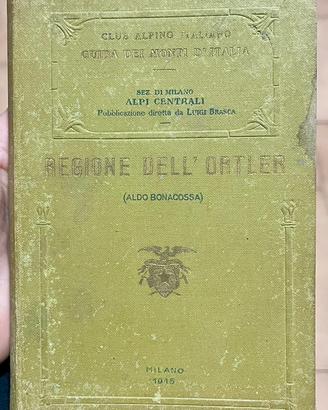 CLUB ALPINO ITALIANO
GUIDA DEI MONTI D'ITALIA
SEZ. DI MILANO
ALPI CENTRALI
Pubblicazione diretta da LUIGI BRASCA
REGIONE DELL'ORTLER
(ALDO BONACOSSA)
MILANO
1915